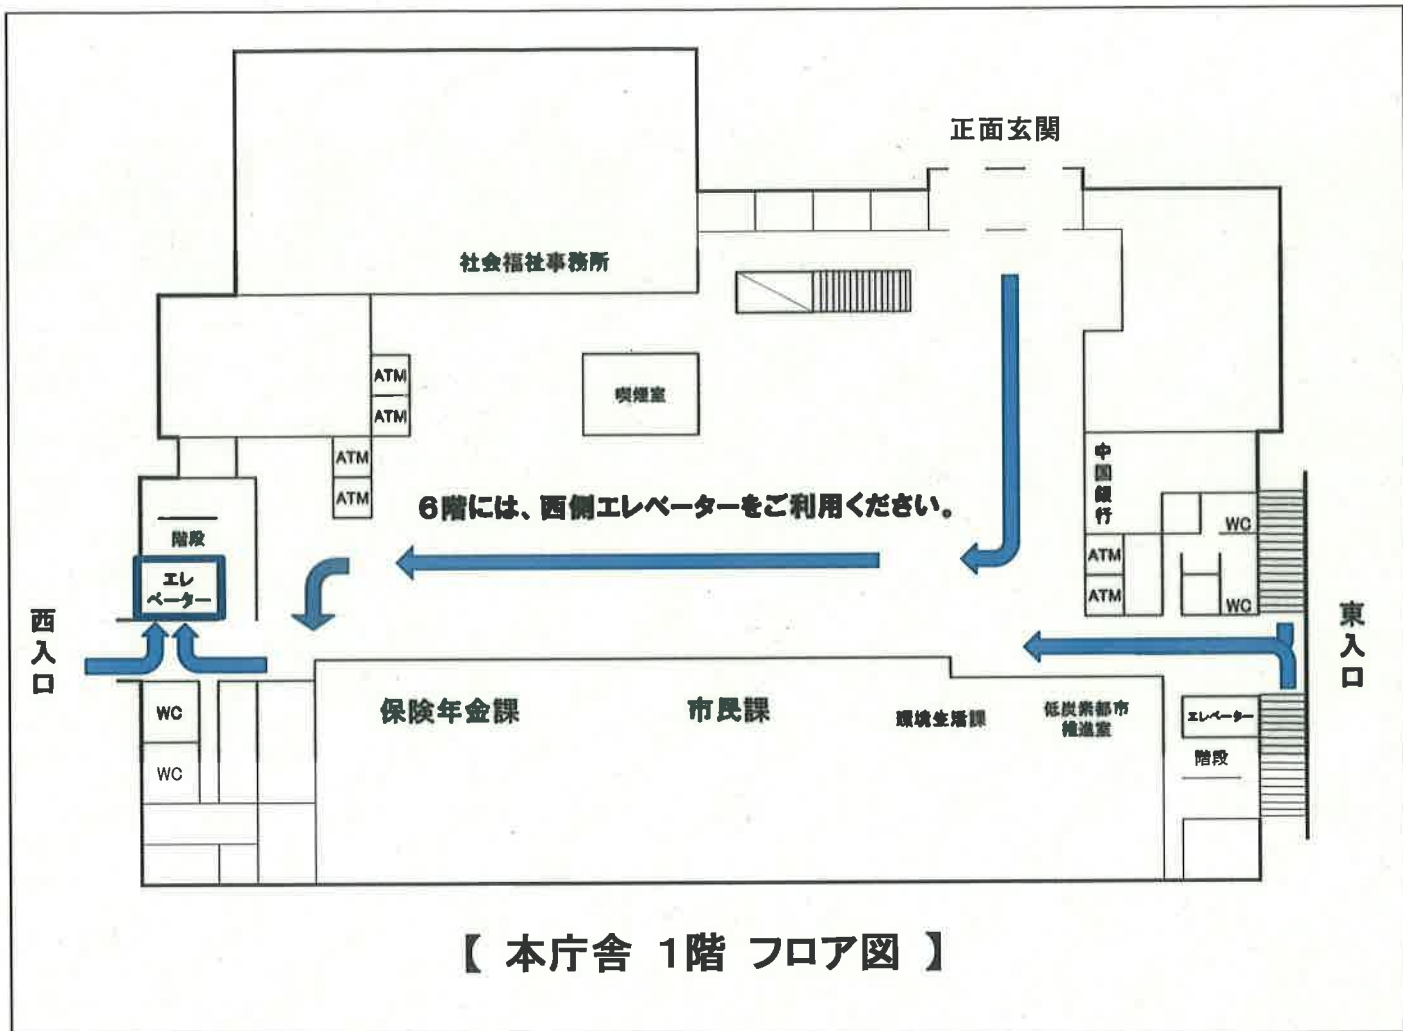 正面玄関
社会福祉事務所
ATM
ATM
喫煙室
ATM
ATM
中国銀行
6階には、西側エレベーターをご利用ください。
WC
階段
ATM
エレ
ベーター
ATM
WC
西入口
東入口
保険年金課
市民課
環境生活課
低炭素都市
推進室
WC
エレベーター
WC
階段
【 本庁舎 1階 フロア図 】